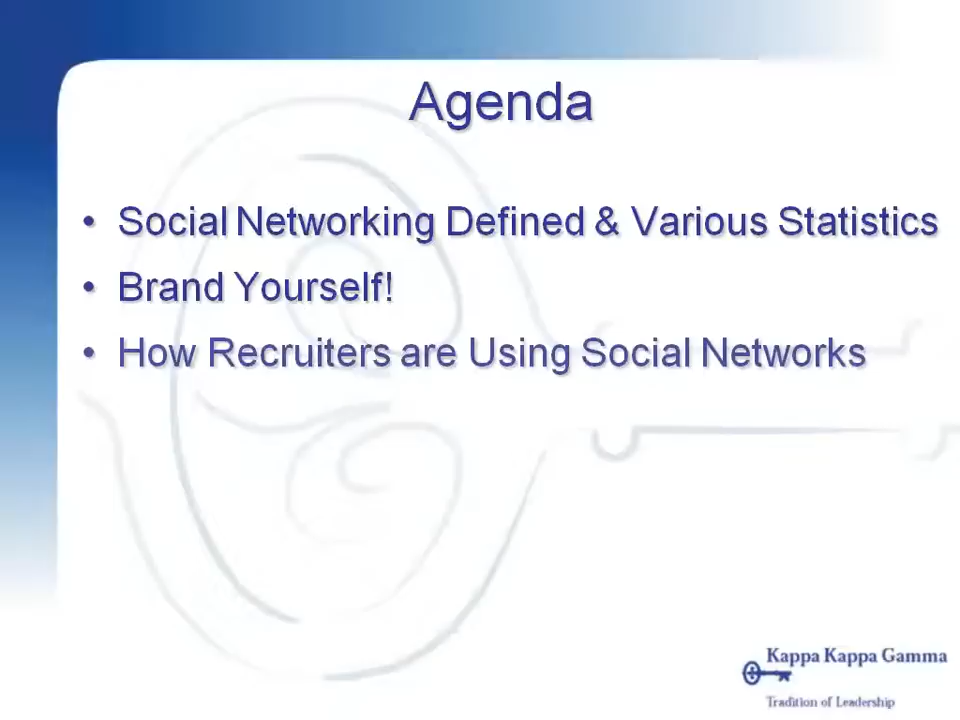 Agenda
• Social Networking Defined & Various Statistics
• Brand Yourself!
• How Recruiters are Using Social Networks
Kappa Kappa Gamma
Tradition of Leadership